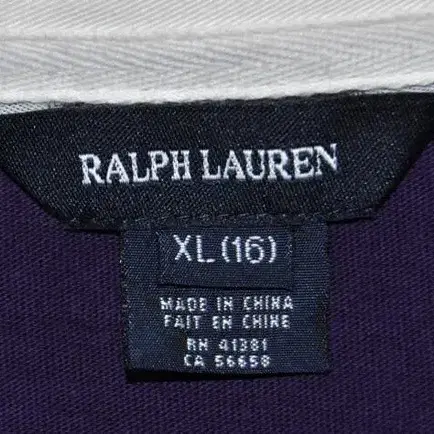 RALPH LAUREN
XL (16)
MADE IN CHINA
FAIT EN CHINE
RN 41381
CA 56658